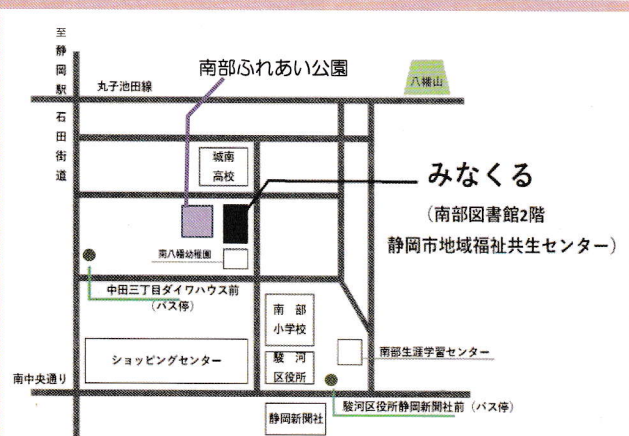 至静岡駅
石田街道
丸子池田線
南部ふれあい公園
八幡山
城南
高校
みなくる
(南部図書館2階
静岡市地域福祉共生センター)
南八幡幼稚園
中田三丁目ダイワハウス前
(バス停)
南部
小学校
ショッピングセンター
駿河
区役所
南部生涯学習センター
南中央通り
駿河区役所静岡新聞社前(バス停)
静岡新聞社